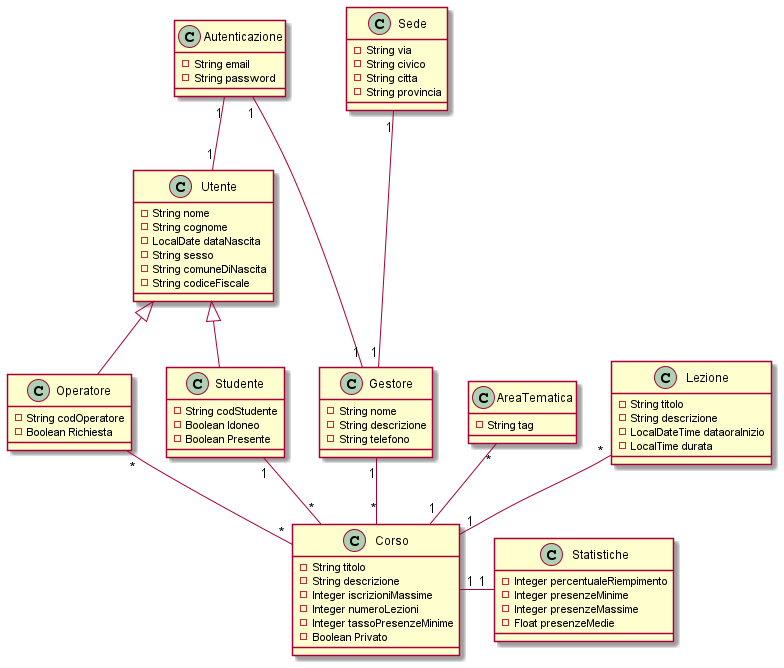 C Autenticazione
String email
String password
C Sede
String via
String civico
String citta
String provincia
1
1
1
1
C Utente
String nome
String cognome
LocalDate dataNascita
String sesso
String comuneDiNascita
String codiceFiscale
1
1
C Operatore
String codOperatore
Boolean Richiesta
C Studente
String codStudente
Boolean Idoneo
Boolean Presente
C Gestore
String nome
String descrizione
String telefono
C AreaTematica
String tag
C Lezione
String titolo
String descrizione
LocalDateTime dataoraInizio
LocalTime durata
*
*
1
*
1
*
*
1
*
1
C Corso
String titolo
String descrizione
Integer iscrizioniMassime
Integer numeroLezioni
Integer tassoPresenzeMinime
Boolean Privato
1 1
C Statistiche
Integer percentualeRiempimento
Integer presenzeMinime
Integer presenzeMassime
Float presenzeMedie